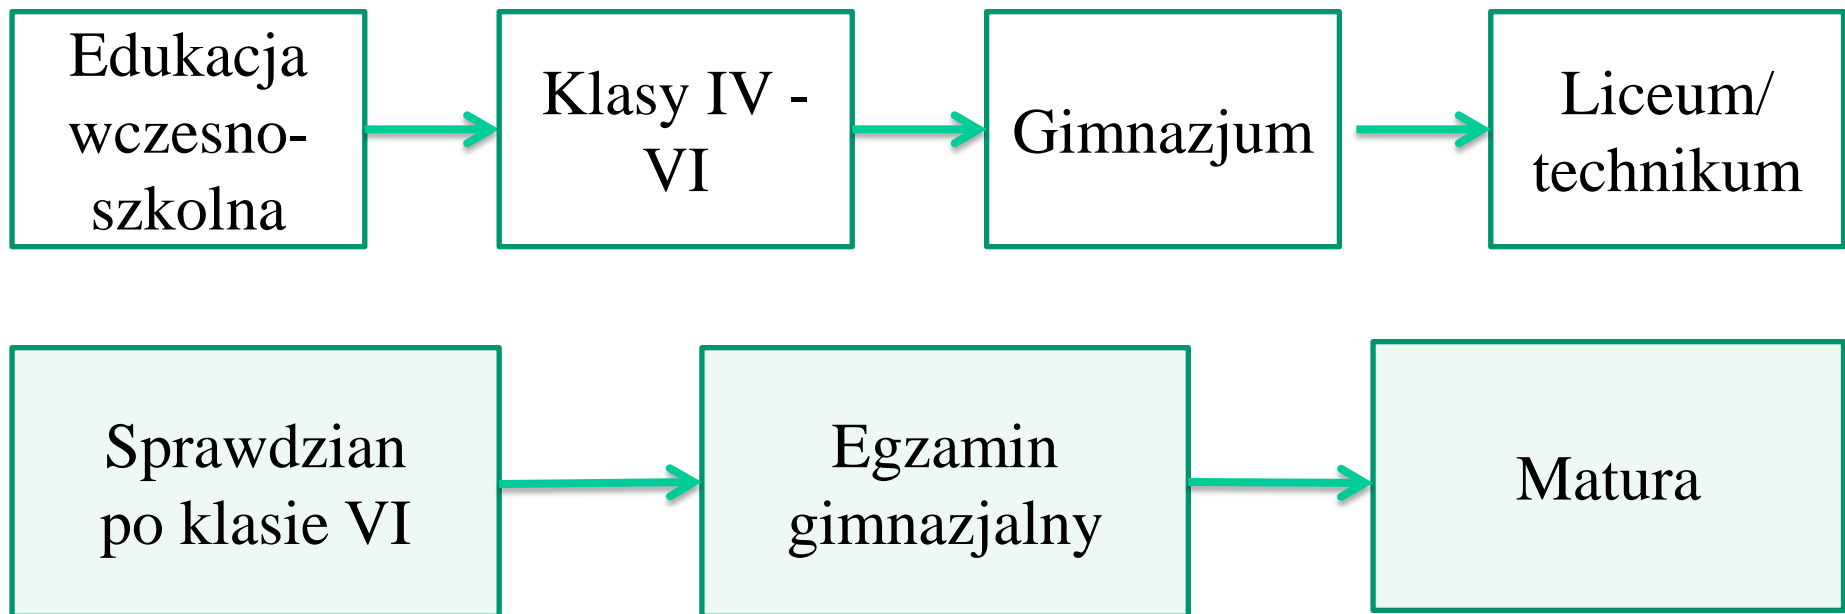 Edukacja
wczesno-
szkolna
Klasy IV -
VI
Gimnazjum
Liceum/
technikum
Sprawdzian
po klasie VI
Egzamin
gimnazjalny
Matura